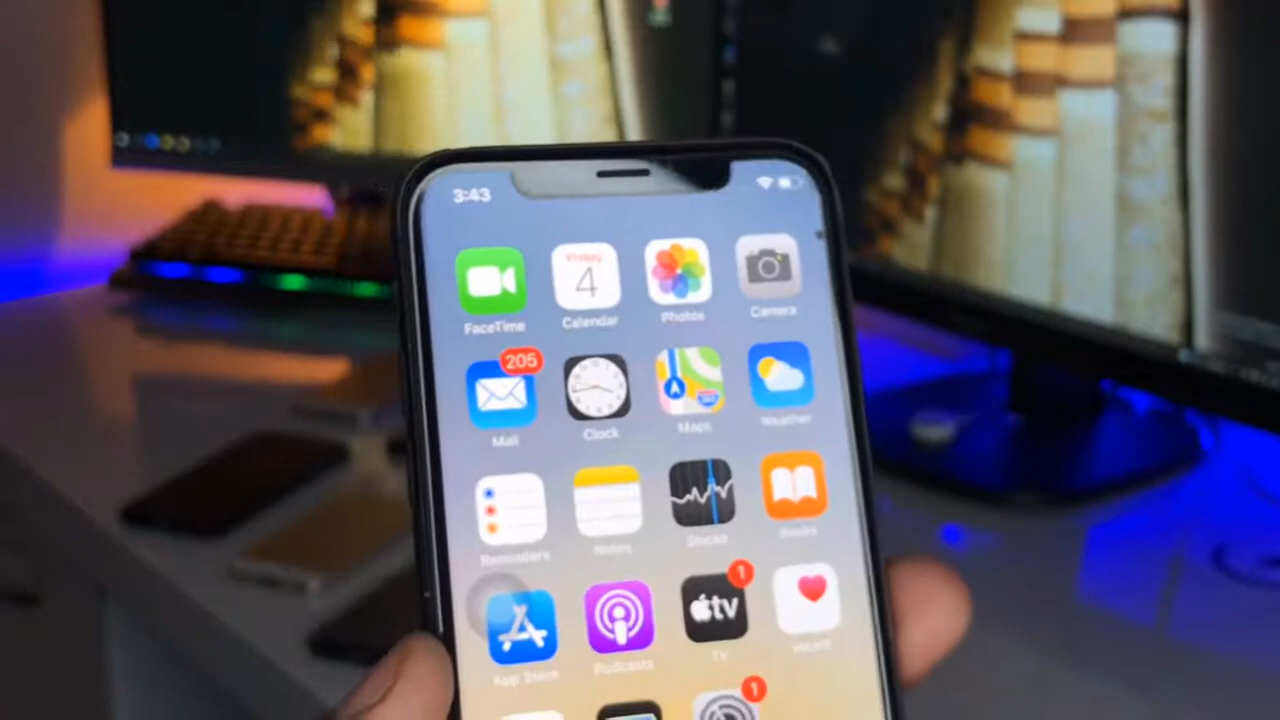 3:43
FaceTime
Friday
4
Calendar
Photos
Camera
205
Mail
Clock
Maps
Weather
Reminders
Notes
Stocks
Books
App Store
Podcasts
1
tv
TV
Health
1